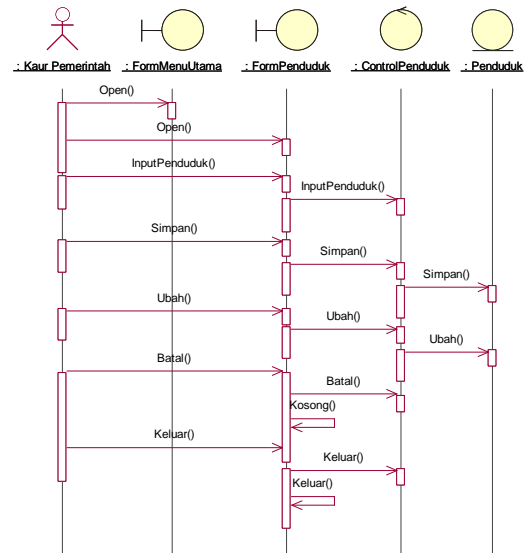 : Kaur Pemerintah : FormMenuUtama : FormPenduduk : ControlPenduduk : Penduduk
Open()
Open()
InputPenduduk()
InputPenduduk()
Simpan()
Simpan()
Simpan()
Ubah()
Ubah()
Ubah()
Batal()
Batal()
Kosong()
Keluar()
Keluar()
Keluar()